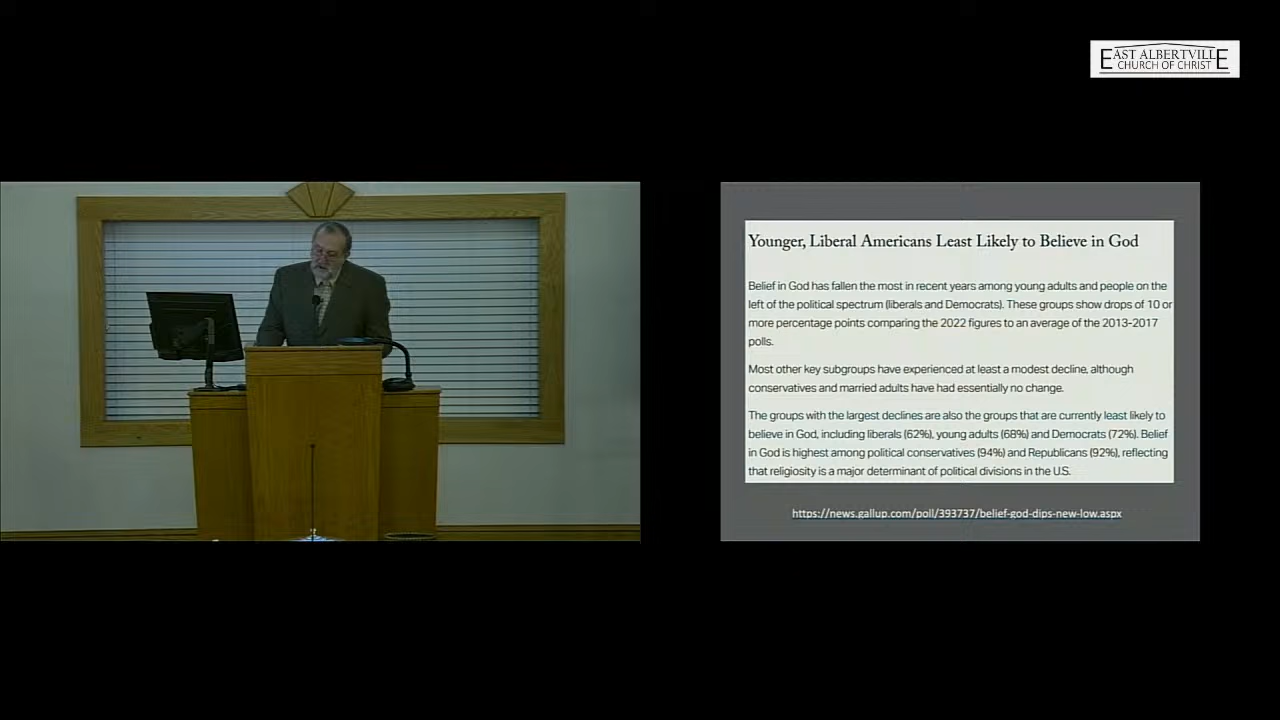 EAST ALBERTVILLE
CHURCH OF CHRIST
Younger, Liberal Americans Least Likely to Believe in God
Belief in God has fallen the most in recent years among young adults and people on the
left of the political spectrum (liberals and Democrats). These groups show drops of 10 or
more percentage points comparing the 2022 figures to an average of the 2013-2017
polls.
Most other key subgroups have experienced at least a modest decline, although
conservatives and married adults have had essentially no change.
The groups with the largest declines are also the groups that are currently least likely to
believe in God, including liberals (62%), young adults (68%) and Democrats (72%). Belief
in God is highest among political conservatives (94%) and Republicans (92%), reflecting
that religiosity is a major determinant of political divisions in the U.S.
https://news.gallup.com/poll/393737/belief-god-dips-new-low.aspx